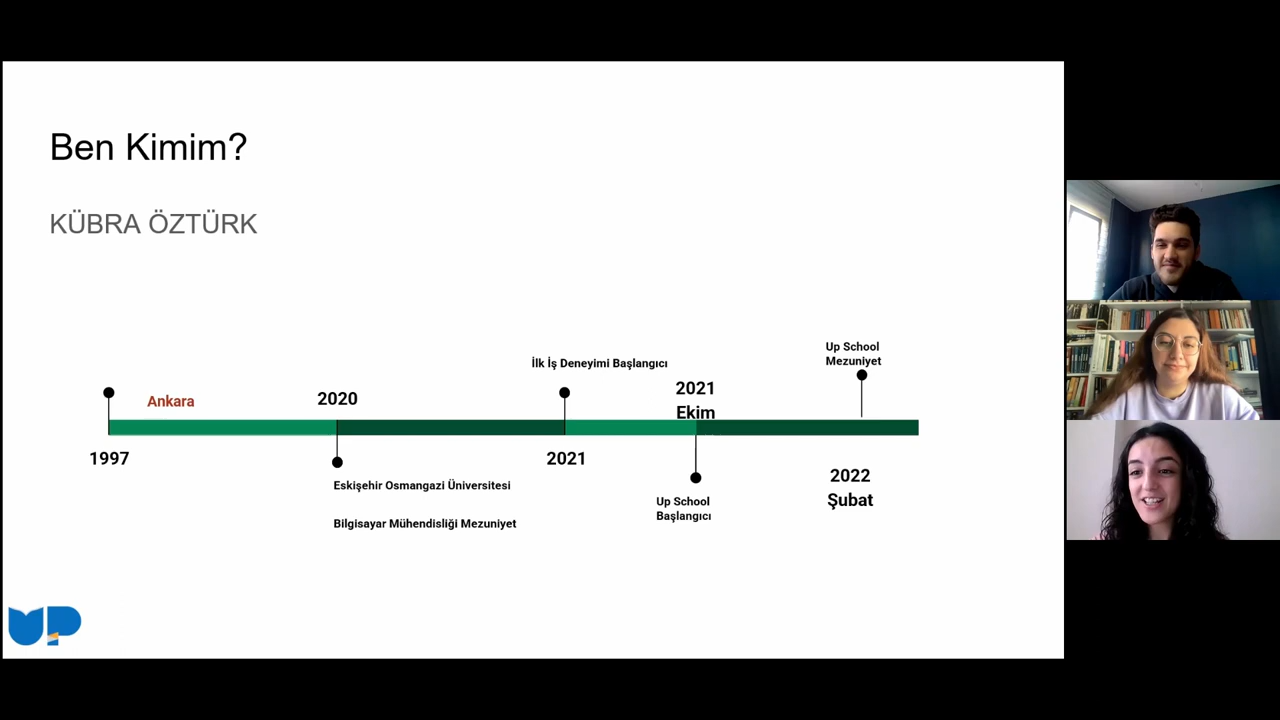 Ben Kimim?
KÜBRA ÖZTÜRK
Ankara
1997
2020
Eskişehir Osmangazi Üniversitesi
Bilgisayar Mühendisliği Mezuniyet
İlk İş Deneyimi Başlangıcı
2021
2021
Ekim
Up School
Başlangıcı
Up School
Mezuniyet
2022
Şubat
UP